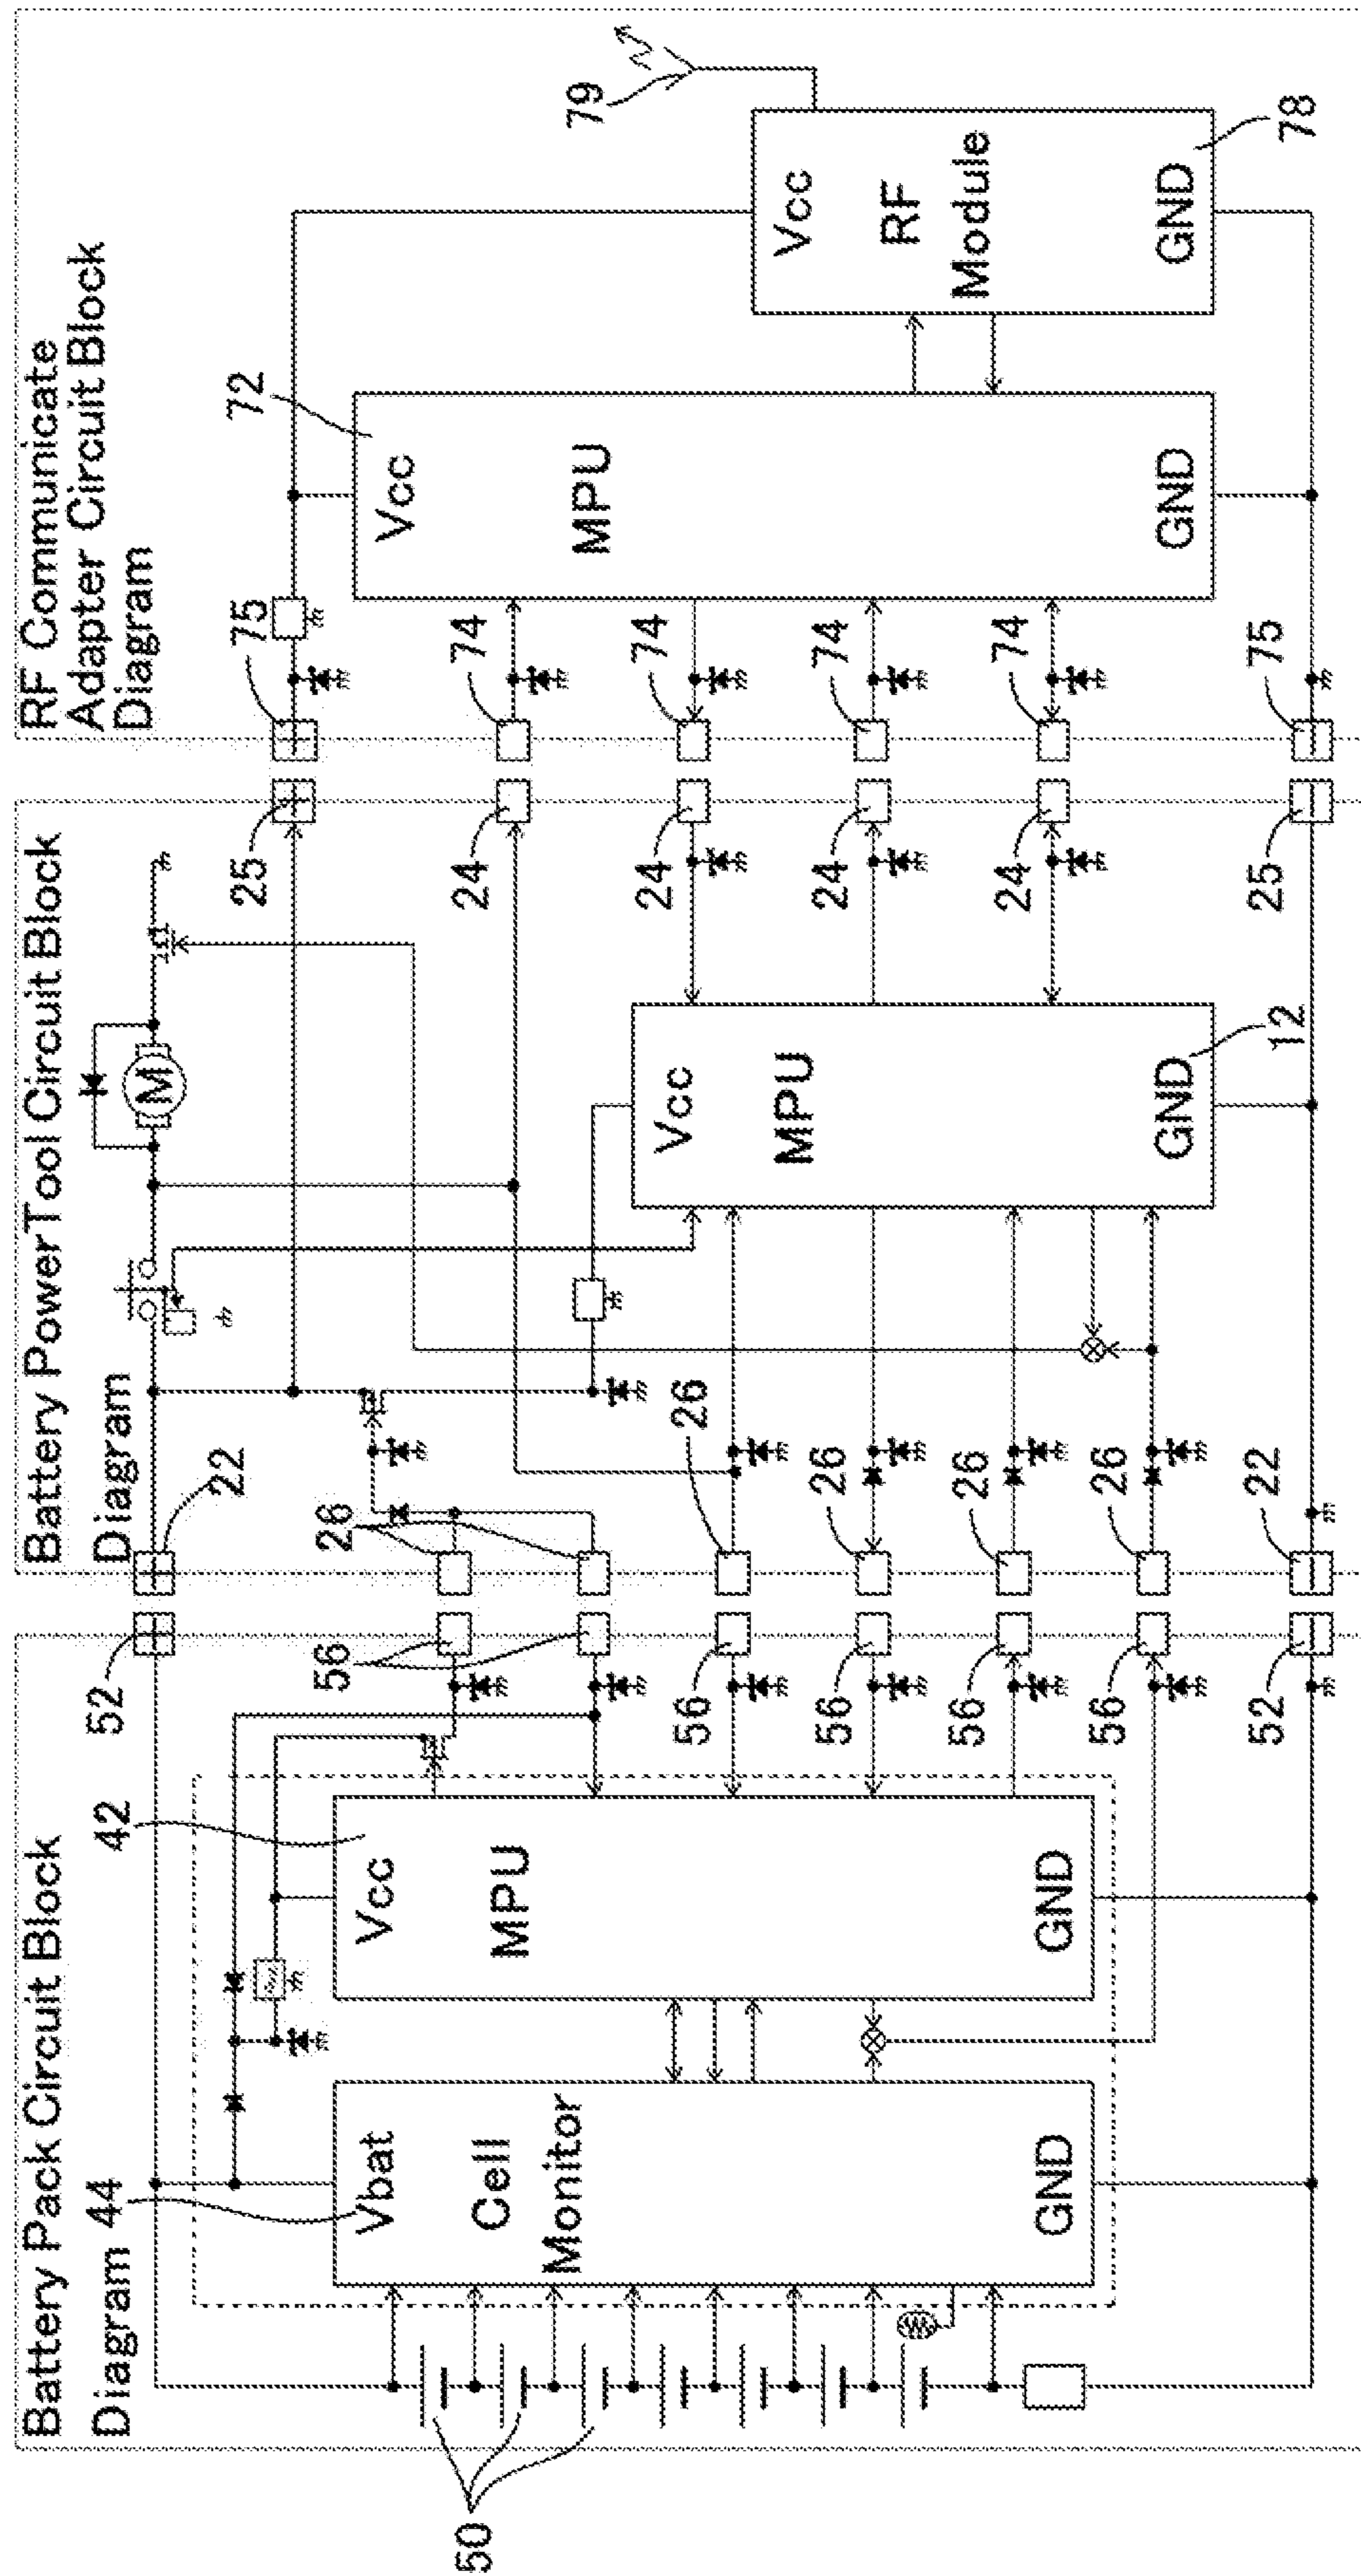 Battery Pack Circuit Block
Diagram 44
42
52
56
56
56
56
56
52
Vbat
Cell
Monitor
GND
Vcc
MPU
GND
50
Battery PowerTool Circuit Block
Diagram
22
26
26
26
26
26
22
25
24
24
24
24
25
Vcc
MPU
GND
12
M
RF Communicate
Adapter Circuit Block
Diagram
75
74
74
74
74
75
72
Vcc
MPU
GND
79
Vcc
RF
Module
GND
78